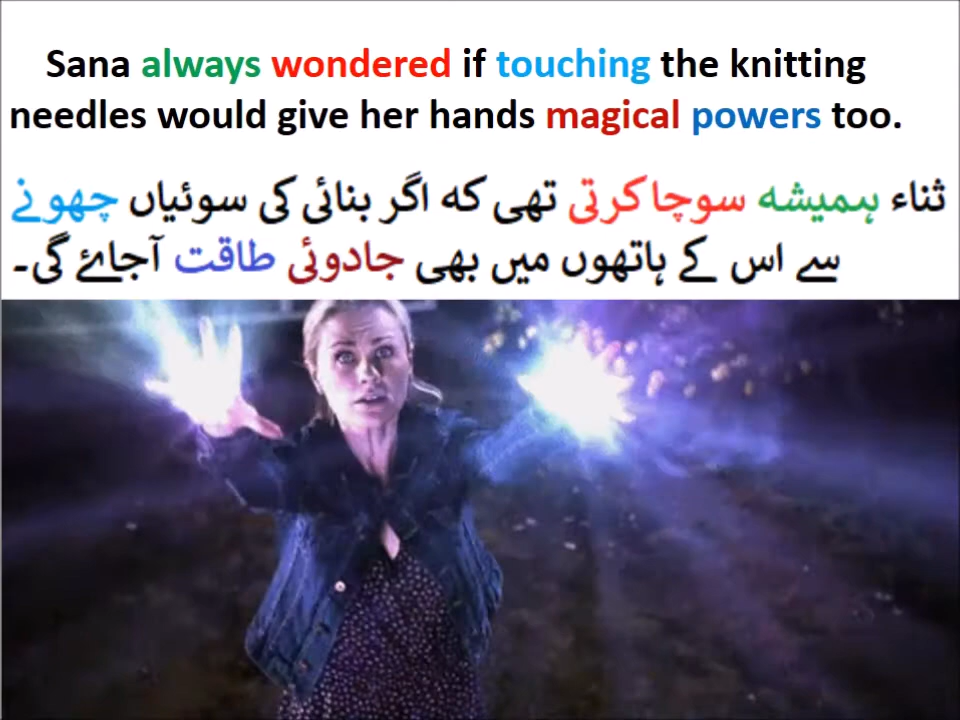 Sana always wondered if touching the knitting
needles would give her hands magical powers too.
ثناء ہمیشہ سوچا کرتی تھی کہ اگر بنائی کی سوئیاں چھونے
سے اس کے ہاتھوں میں بھی جادوئی طاقت آجاۓ گی۔